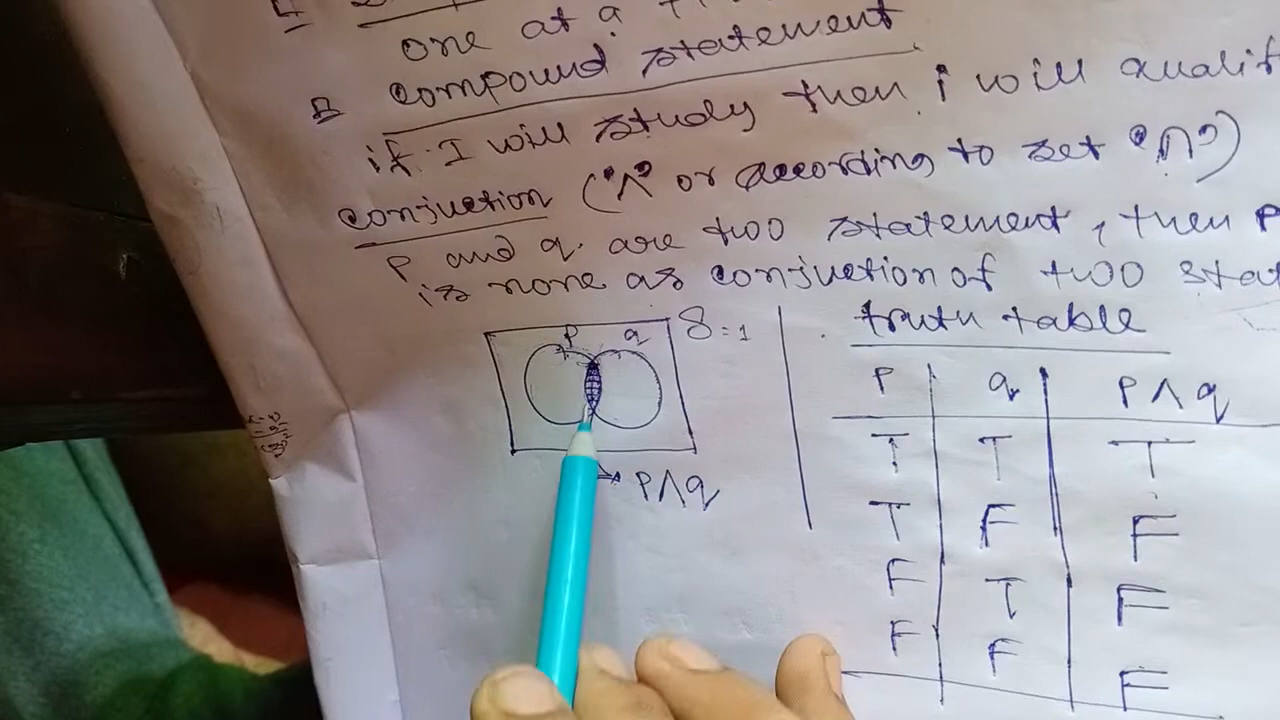 one at a
compound statement
if I will study then i will qualif
conjuction ('∧' or according to set '∩')
P and q are two statement, then P
is none as conjuction of two stat
P q S = 1
P∧q
truth table
P q P∧q
T T T
T F F
F T F
F F F